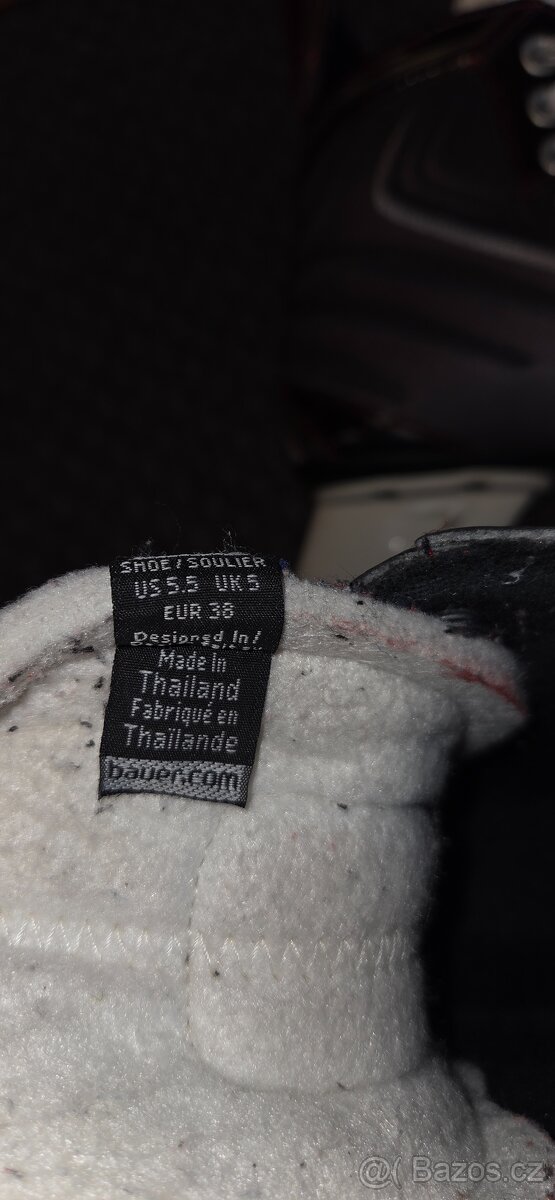 SHOE / SOULIER
US 5.5 UK 5
EUR 38
Designed In /
Made in
Thailand
Fabriqué en
Thaïlande
bauer.com
@( Bazos.cz